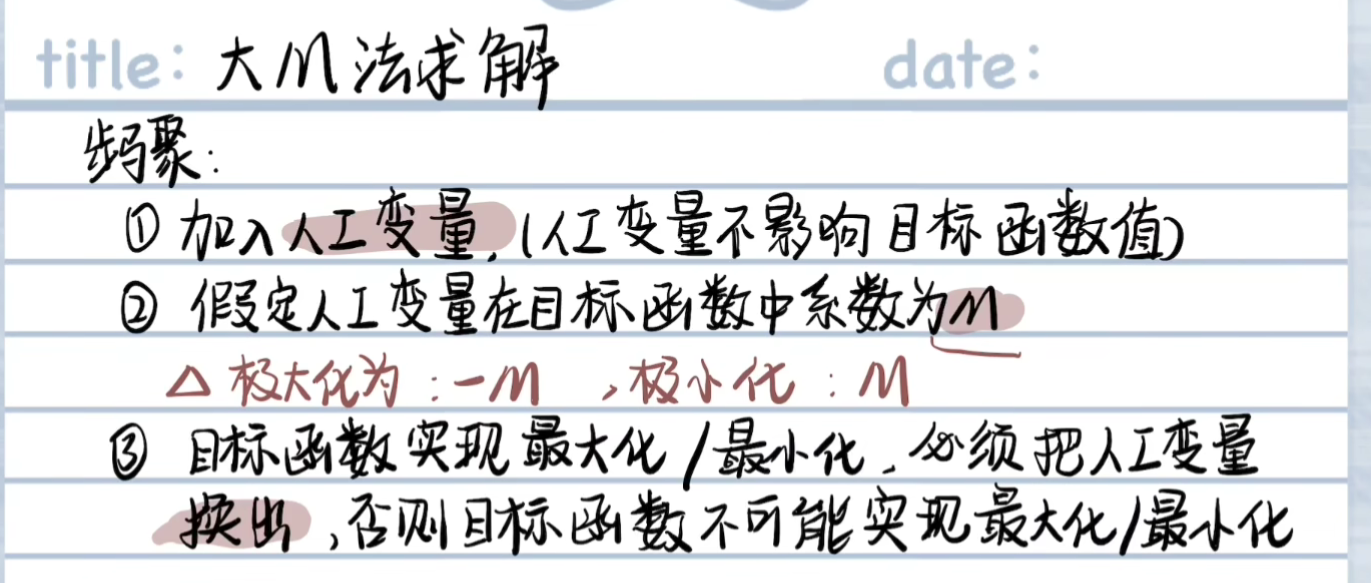 title: 大M法求解 date:
步骤:
① 加入人工变量,(人工变量不影响目标函数值)
② 假定人工变量在目标函数中系数为M
△ 极大化为:-M ,极小化:M
③ 目标函数实现最大化/最小化,必须把人工变量
换出,否则目标函数不可能实现最大化/最小化